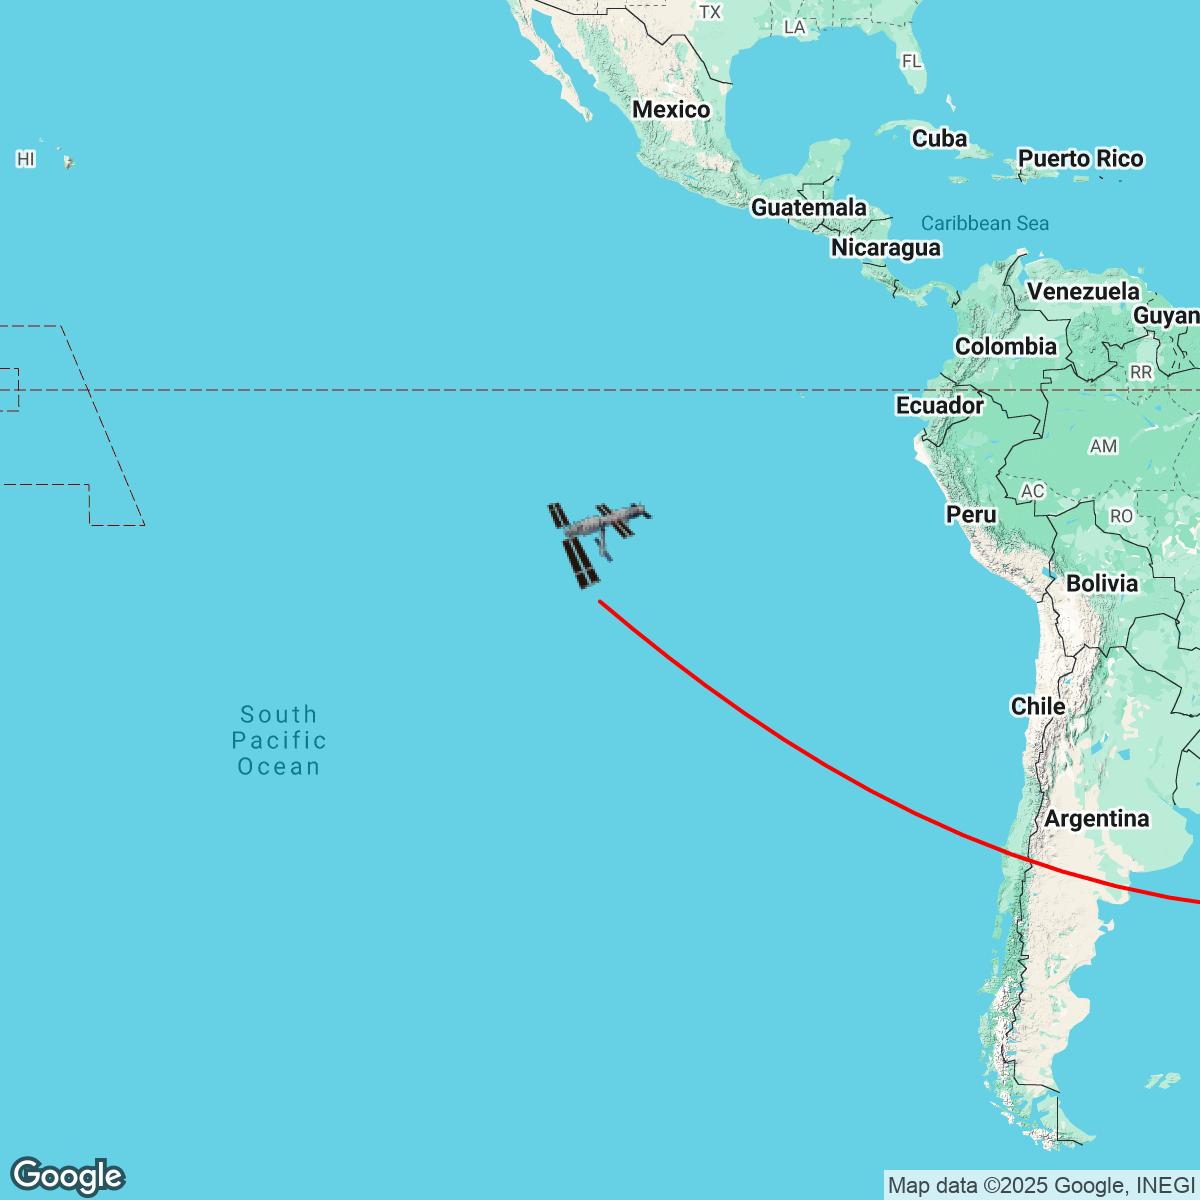 TX
LA
FL
Mexico
Cuba
HI
Puerto Rico
Guatemala
Caribbean Sea
Nicaragua
Venezuela
Guyan
Colombia
RR
Ecuador
AM
AC
Peru
RO
Bolivia
Chile
South
Pacific
Ocean
Argentina
Google
Map data ©2025 Google, INEGI